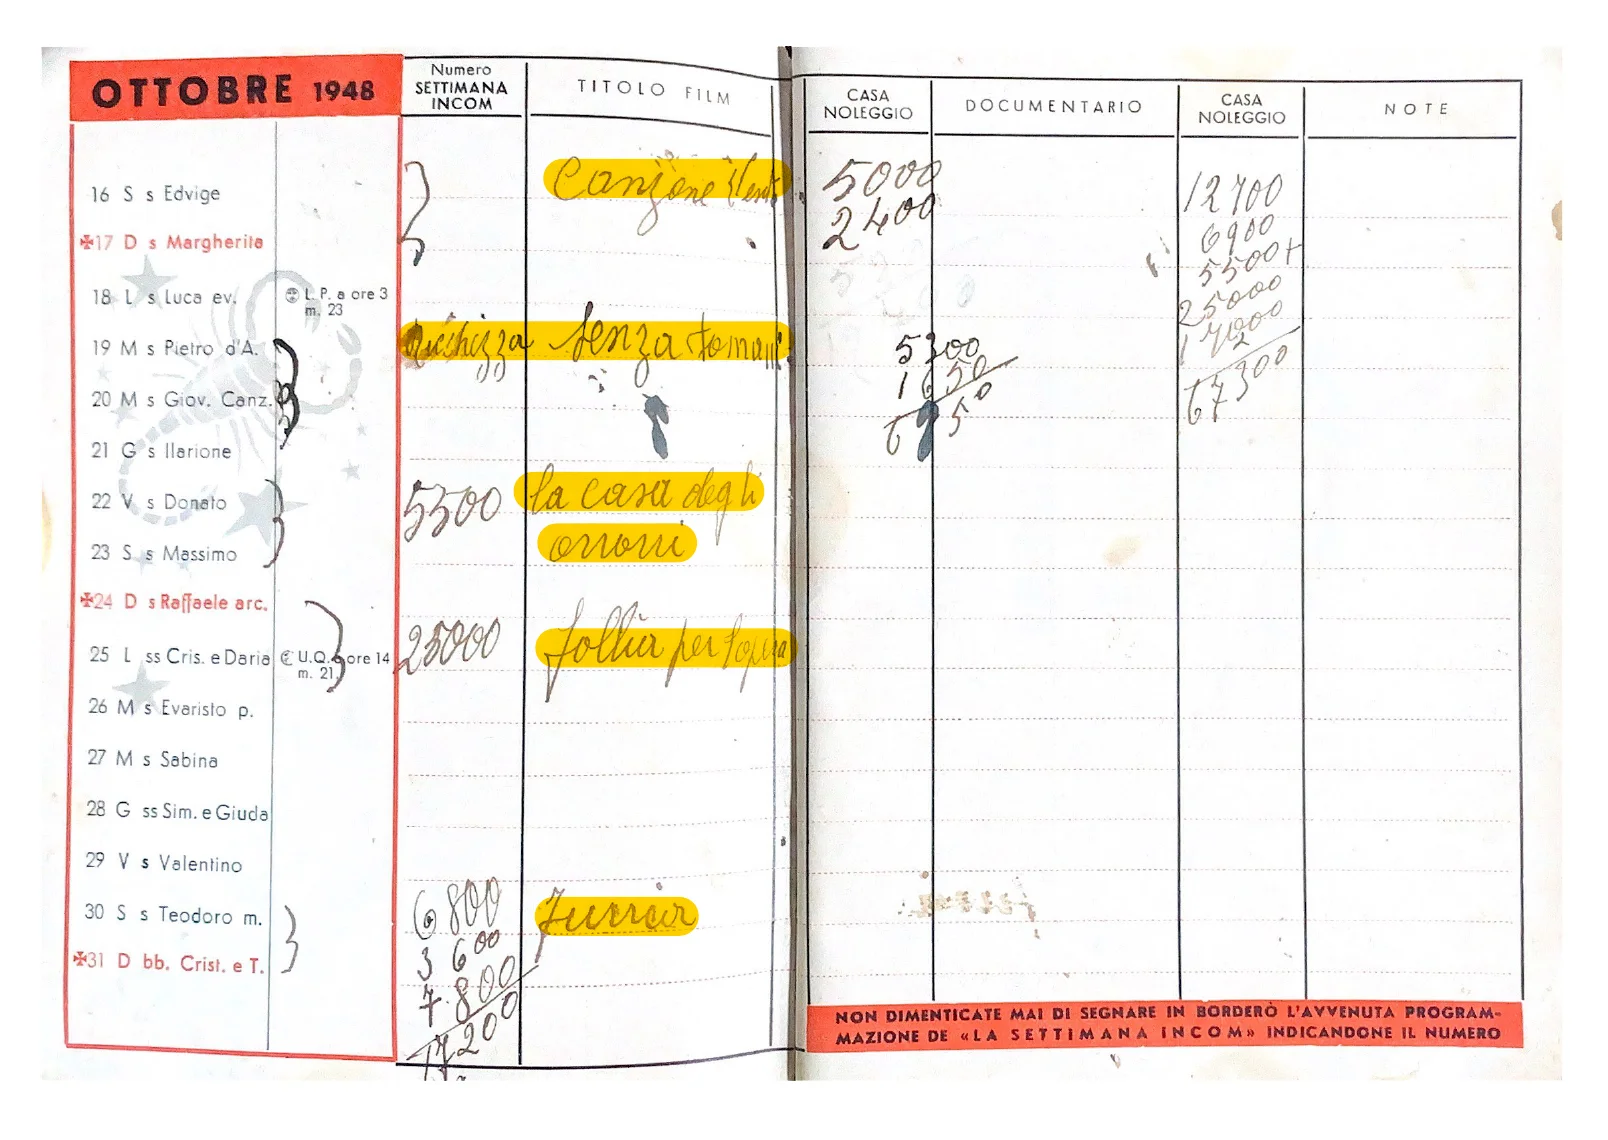 OTTOBRE 1948
Numero
SETTIMANA
INCOM
TITOLO FILM
CASA
NOLEGGIO
DOCUMENTARIO
CASA
NOLEGGIO
NOTE
16 S s Edvige
Canzone
5000
2400
12700
6900
✠17 D s Margherita
5500+
25000
18 L s Luca ev.
L. P. a ore 3
m. 23
19 M s Pietro d'A.
senza
5300
1650
67300
20 M s Giov. Canz.
6950
21 G s Ilarione
22 V s Donato
5500
la casa degli
orrori
23 S s Massimo
✠24 D s Raffaele arc.
25 L ss Cris. e Daria
U.Q. ore 14
m. 21
25000
follia per l'opera
26 M s Evaristo p.
27 M s Sabina
28 G ss Sim. e Giuda
29 V s Valentino
30 S s Teodoro m.
6800
Furia
3600
✠31 D bb. Crist. e T.
7800
17200
NON DIMENTICATE MAI DI SEGNARE IN BORDERÒ L'AVVENUTA PROGRAM-
MAZIONE DE «LA SETTIMANA INCOM» INDICANDONE IL NUMERO